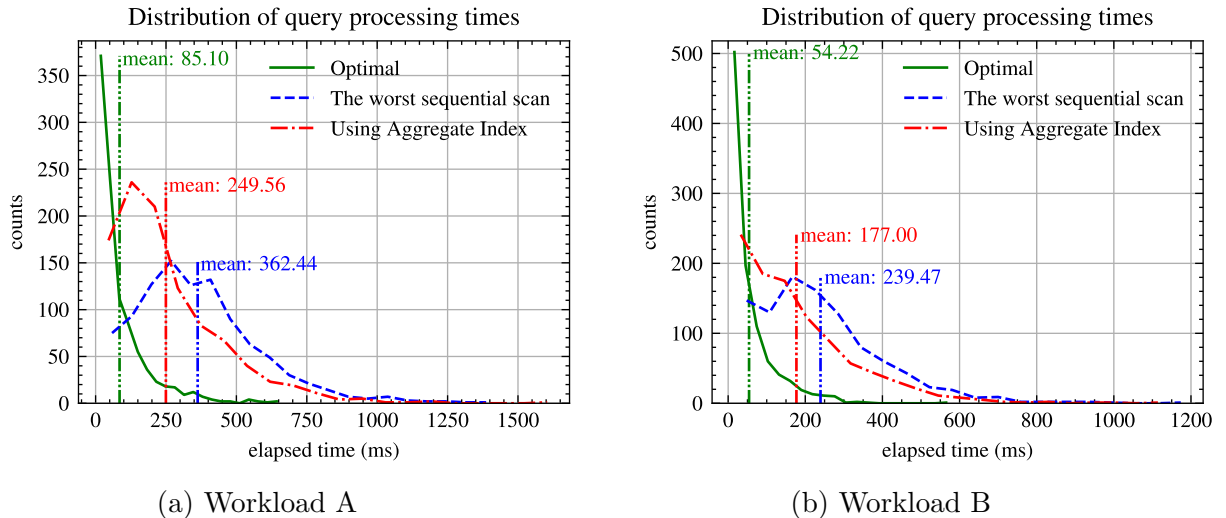 Distribution of query processing times
mean: 85.10
mean: 249.56
mean: 362.44
Optimal
The worst sequential scan
Using Aggregate Index
350
300
250
200
150
100
50
0
counts
0 250 500 750 1000 1250 1500
elapsed time (ms)
(a) Workload A
Distribution of query processing times
mean: 54.22
mean: 177.00
mean: 239.47
Optimal
The worst sequential scan
Using Aggregate Index
500
400
300
200
100
0
counts
0 200 400 600 800 1000 1200
elapsed time (ms)
(b) Workload B